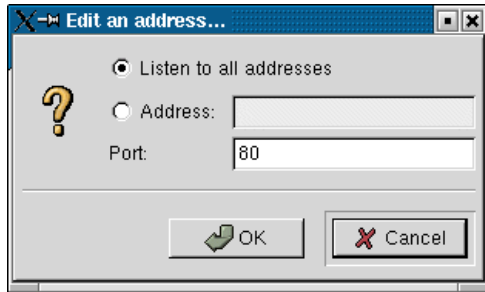 Edit an address...
Listen to all addresses
Address:
Port: 80
OK Cancel